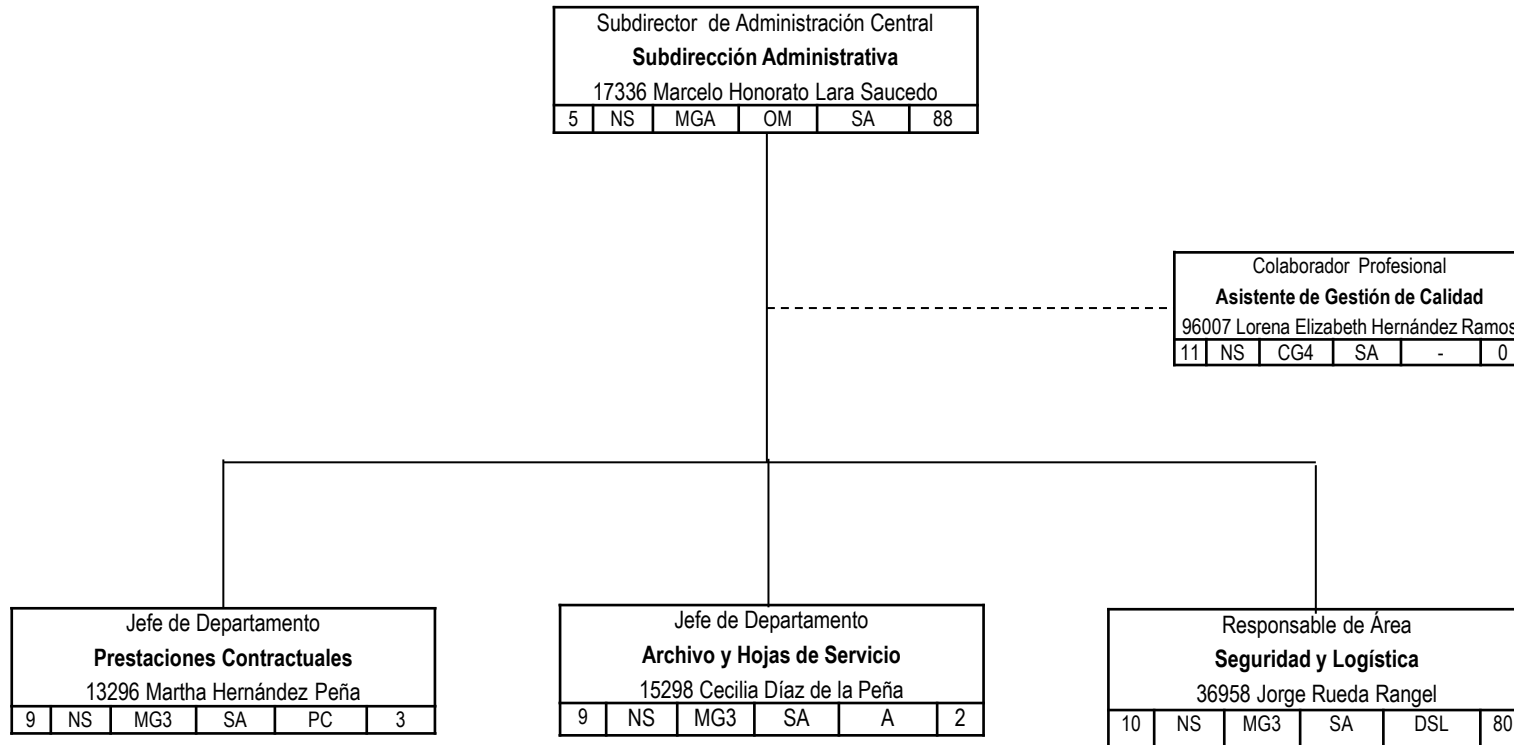 Subdirector de Administración Central
Subdirección Administrativa
17336 Marcelo Honorato Lara Saucedo
5 NS MGA OM SA 88
Colaborador Profesional
Asistente de Gestión de Calidad
96007 Lorena Elizabeth Hernández Ramos
11 NS CG4 SA - 0
Jefe de Departamento
Prestaciones Contractuales
13296 Martha Hernández Peña
9 NS MG3 SA PC 3
Jefe de Departamento
Archivo y Hojas de Servicio
15298 Cecilia Díaz de la Peña
9 NS MG3 SA A 2
Responsable de Área
Seguridad y Logística
36958 Jorge Rueda Rangel
10 NS MG3 SA DSL 80